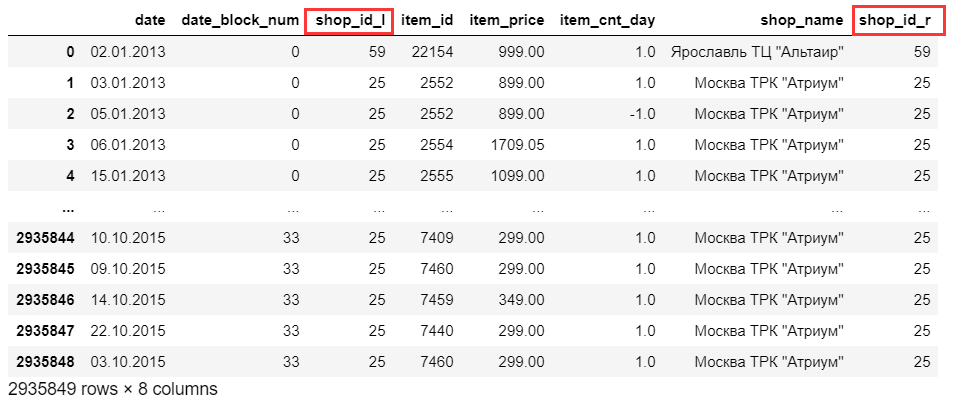 date date_block_num shop_id_l item_id item_price item_cnt_day shop_name shop_id_r
0 02.01.2013 0 59 22154 999.00 1.0 Ярославль ТЦ "Альтаир" 59
1 03.01.2013 0 25 2552 899.00 1.0 Москва ТРК "Атриум" 25
2 05.01.2013 0 25 2552 899.00 -1.0 Москва ТРК "Атриум" 25
3 06.01.2013 0 25 2554 1709.05 1.0 Москва ТРК "Атриум" 25
4 15.01.2013 0 25 2555 1099.00 1.0 Москва ТРК "Атриум" 25
... ... ... ... ... ... ... ... ...
2935844 10.10.2015 33 25 7409 299.00 1.0 Москва ТРК "Атриум" 25
2935845 09.10.2015 33 25 7460 299.00 1.0 Москва ТРК "Атриум" 25
2935846 14.10.2015 33 25 7459 349.00 1.0 Москва ТРК "Атриум" 25
2935847 22.10.2015 33 25 7440 299.00 1.0 Москва ТРК "Атриум" 25
2935848 03.10.2015 33 25 7460 299.00 1.0 Москва ТРК "Атриум" 25
2935849 rows × 8 columns